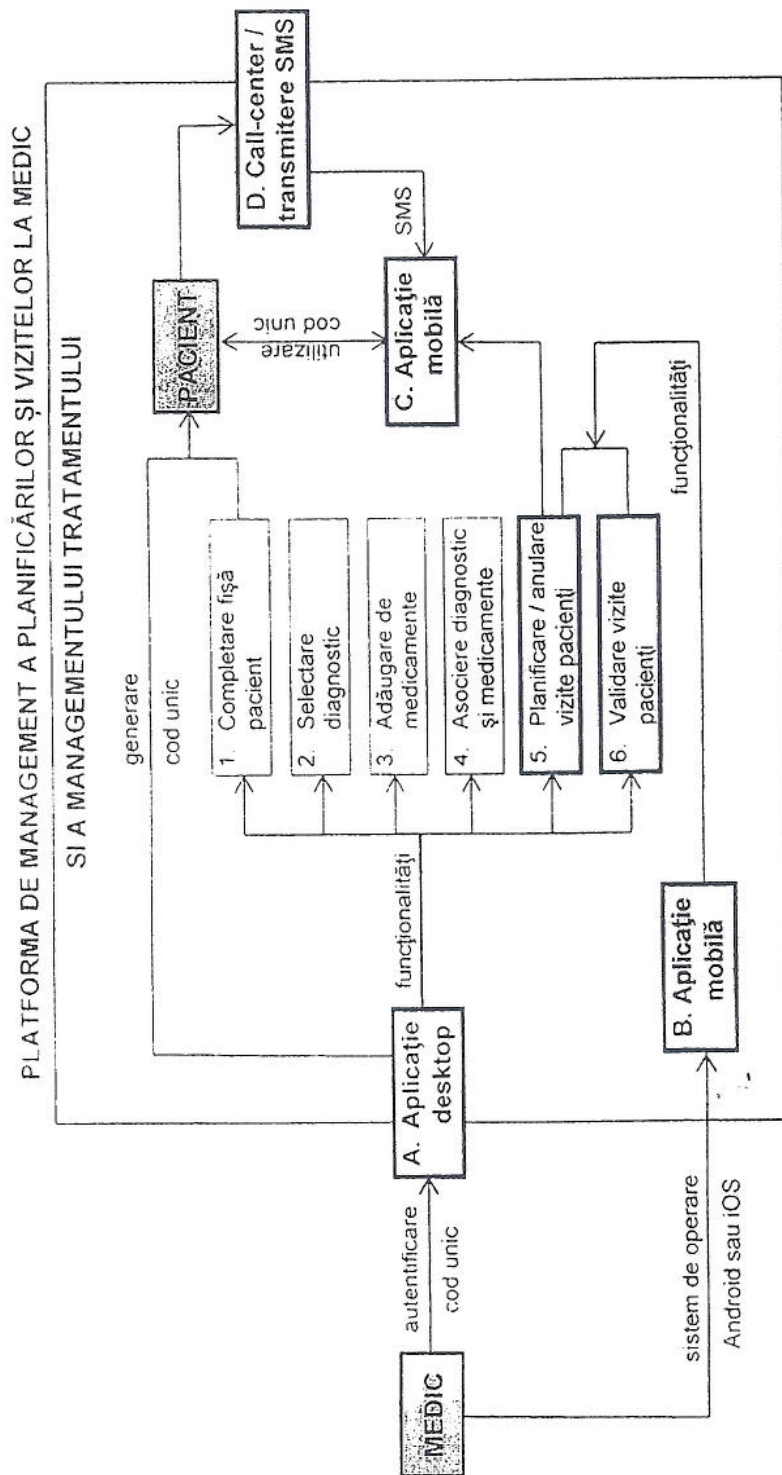 PLATFORMA DE MANAGEMENT A PLANIFICĂRILOR ȘI VIZITELOR LA MEDIC
SI A MANAGEMENTULUI TRATAMENTULUI
MEDIC
autentificare
cod unic
sistem de operare
Android sau iOS
A. Aplicație
desktop
B. Aplicație
mobilă
generare
cod unic
funcționalități
1. Completare fișă
pacient
2. Selectare
diagnostic
3. Adăugare de
medicamente
4. Asociere diagnostic
și medicamente
5. Planificare / anulare
vizite pacienți
6. Validare vizite
pacienți
funcționalități
PACIENT
utilizare
cod unic
C. Aplicație
mobilă
SMS
D. Call-center /
transmitere SMS